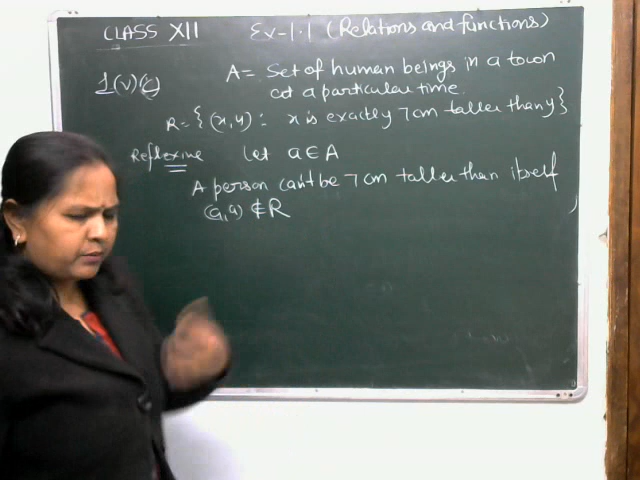 CLASS XII Ex-1.1 (Relations and functions)
1(v)(c) A = Set of human beings in a town
at a particular time.
R = { (x,y) : x is exactly 7 cm taller than y }
Reflexive let a ∈ A
A person can't be 7 cm taller than itself
(a,a) ∉ R